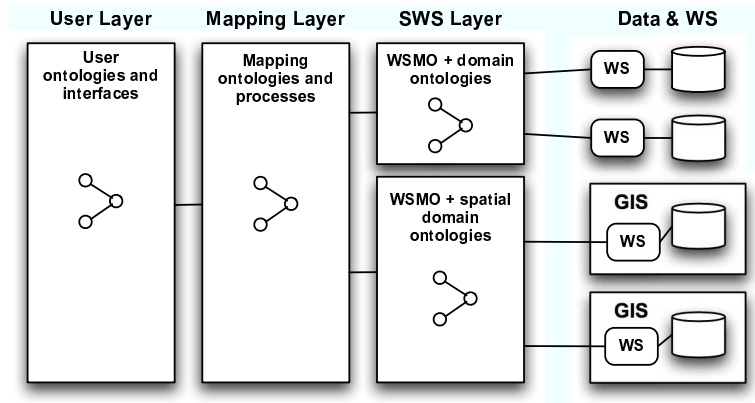 User Layer
Mapping Layer
SWS Layer
Data & WS
User
ontologies and
interfaces
Mapping
ontologies and
processes
WSMO + domain
ontologies
WSMO + spatial
domain
ontologies
WS
WS
GIS
WS
GIS
WS